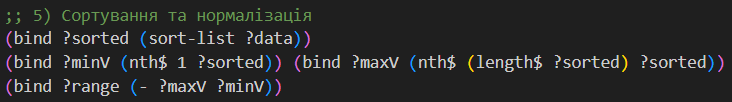 ;; 5) Сортування та нормалізація
(bind ?sorted (sort-list ?data))
(bind ?minV (nth$ 1 ?sorted)) (bind ?maxV (nth$ (length$ ?sorted) ?sorted))
(bind ?range (- ?maxV ?minV))